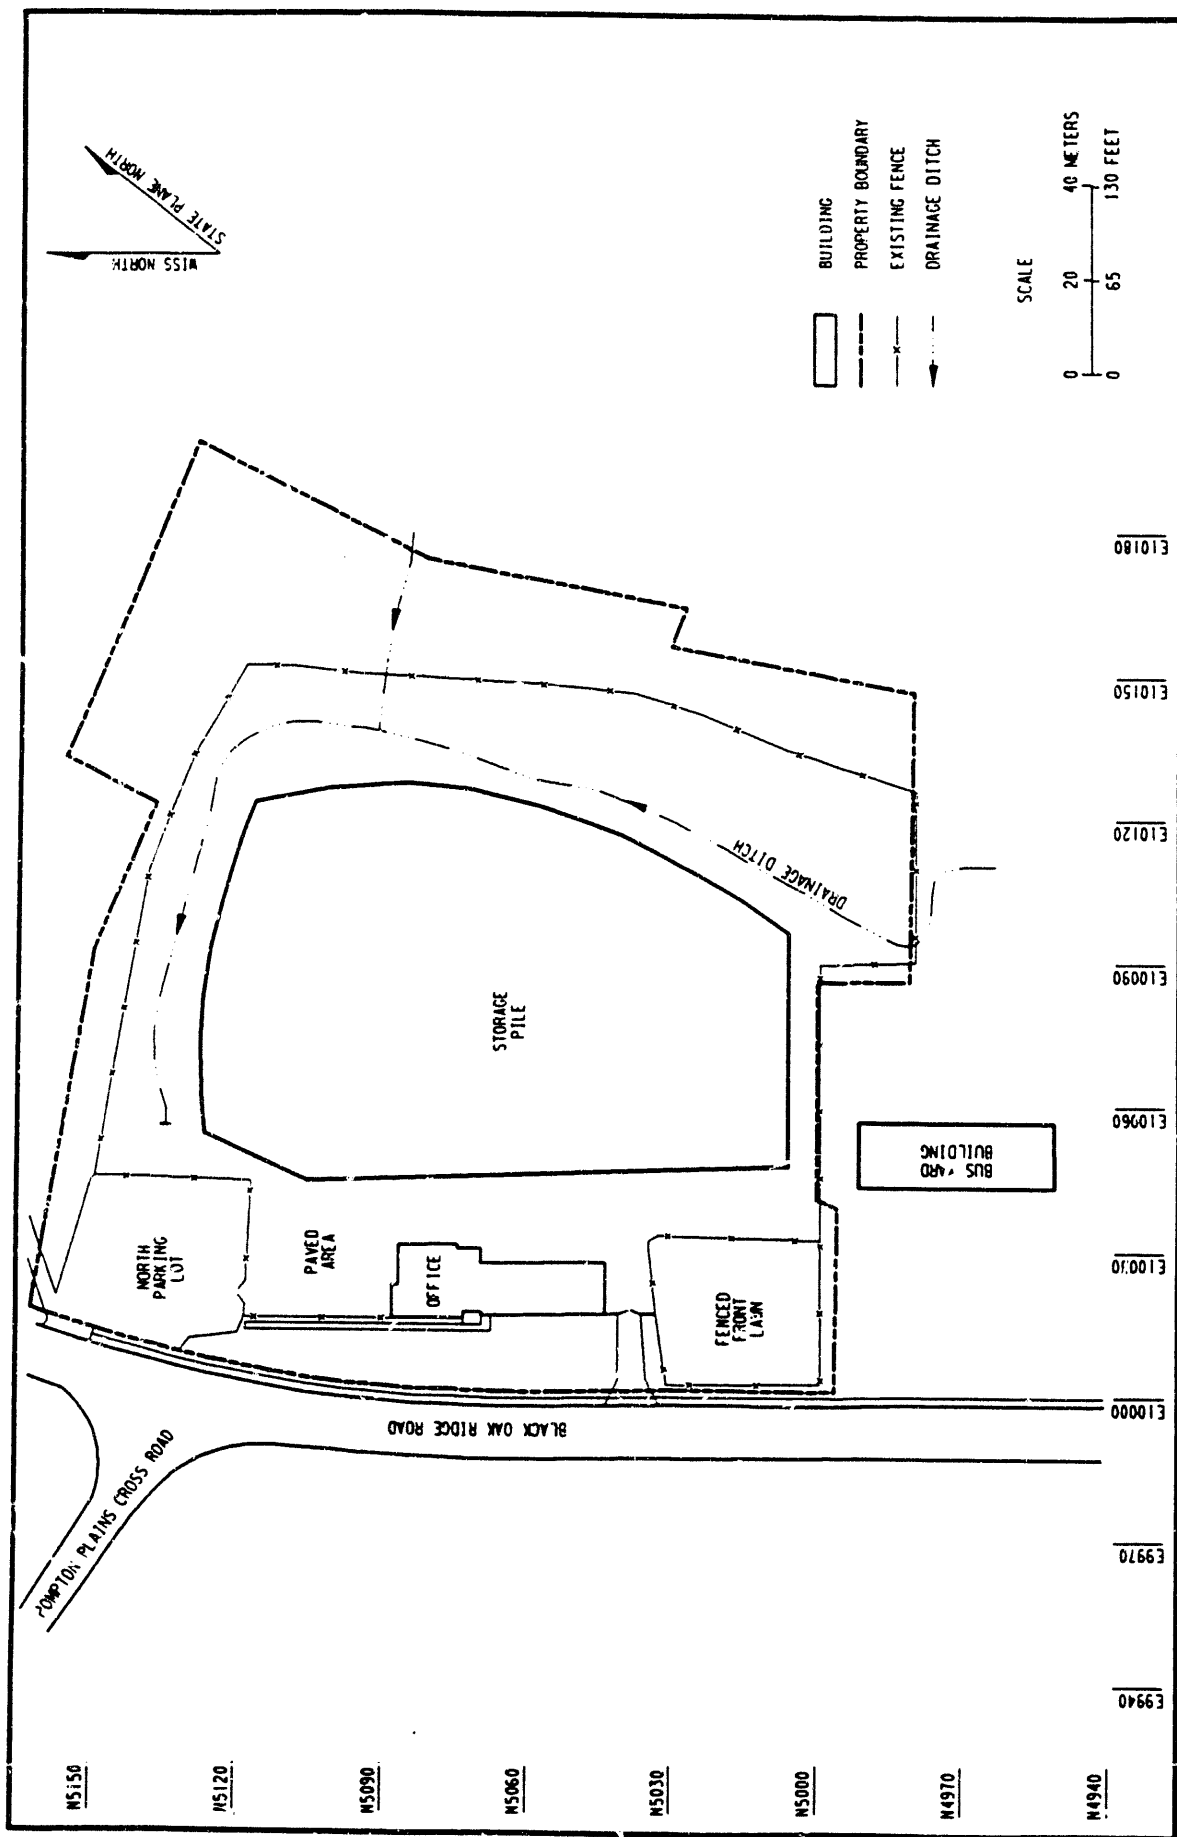 STATE PLANE NORTH
WISS NORTH
BUILDING
PROPERTY BOUNDARY
EXISTING FENCE
DRAINAGE DITCH
SCALE
0 20 40 METERS
0 65 130 FEET
DRAINAGE DITCH
STORAGE
PILE
BUS YARD
BUILDING
NORTH
PARKING
LOT
PAVED
AREA
OFFICE
FENCED
FRONT
LAWN
BLACK OAK RIDGE ROAD
POMPTON PLAINS CROSS ROAD
E10180
E10150
E10120
E10090
E10060
E10030
E10000
E9970
E9940
N5150
N5120
N5090
N5060
N5030
N5000
N4970
N4940